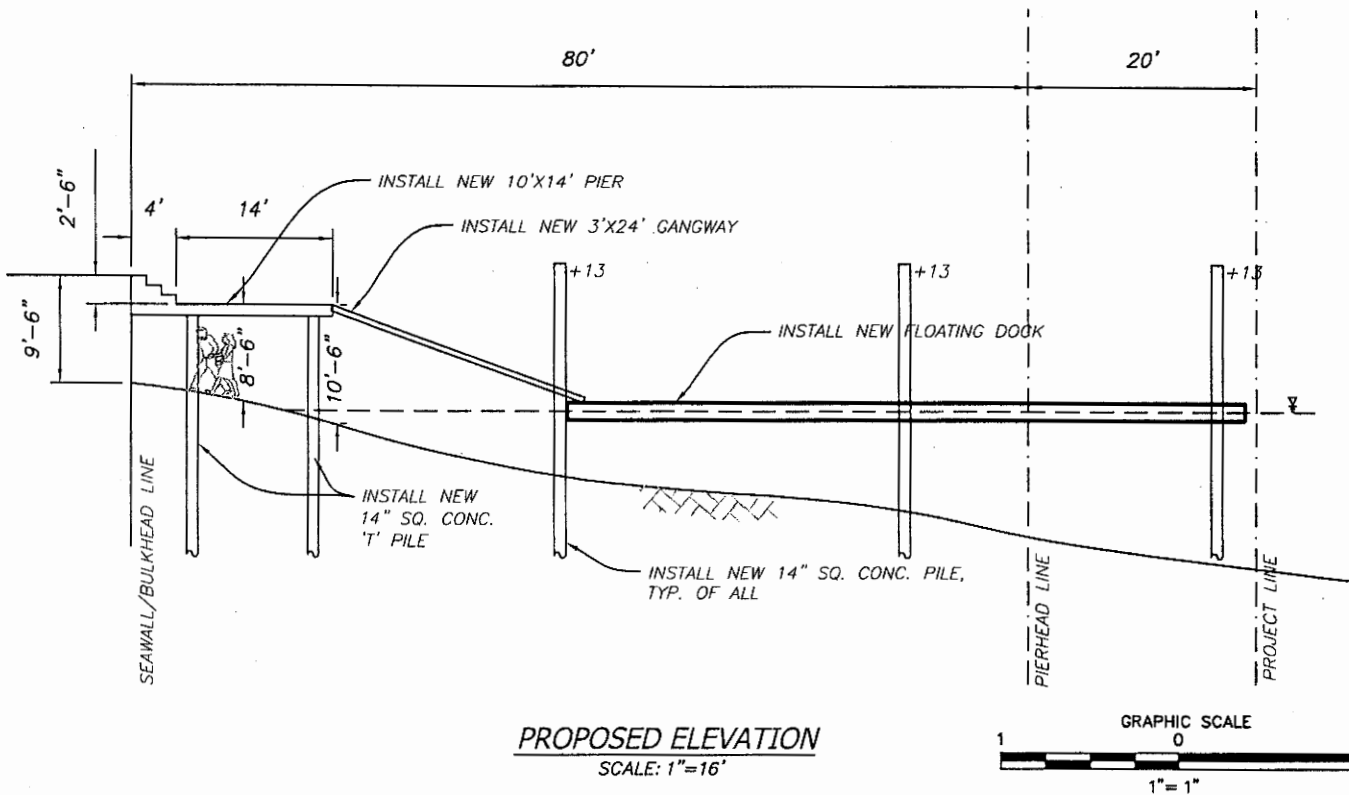 80'
20'
2'-6"
4'
14'
INSTALL NEW 10'X14' PIER
INSTALL NEW 3'X24' GANGWAY
+13
+13
+13
9'-6"
8'-6"
10'-6"
INSTALL NEW FLOATING DOCK
INSTALL NEW
14" SQ. CONC.
'T' PILE
INSTALL NEW 14" SQ. CONC. PILE,
TYP. OF ALL
SEAWALL/BULKHEAD LINE
PIERHEAD LINE
PROJECT LINE
PROPOSED ELEVATION
SCALE: 1"=16'
GRAPHIC SCALE
1 0
1"= 1"